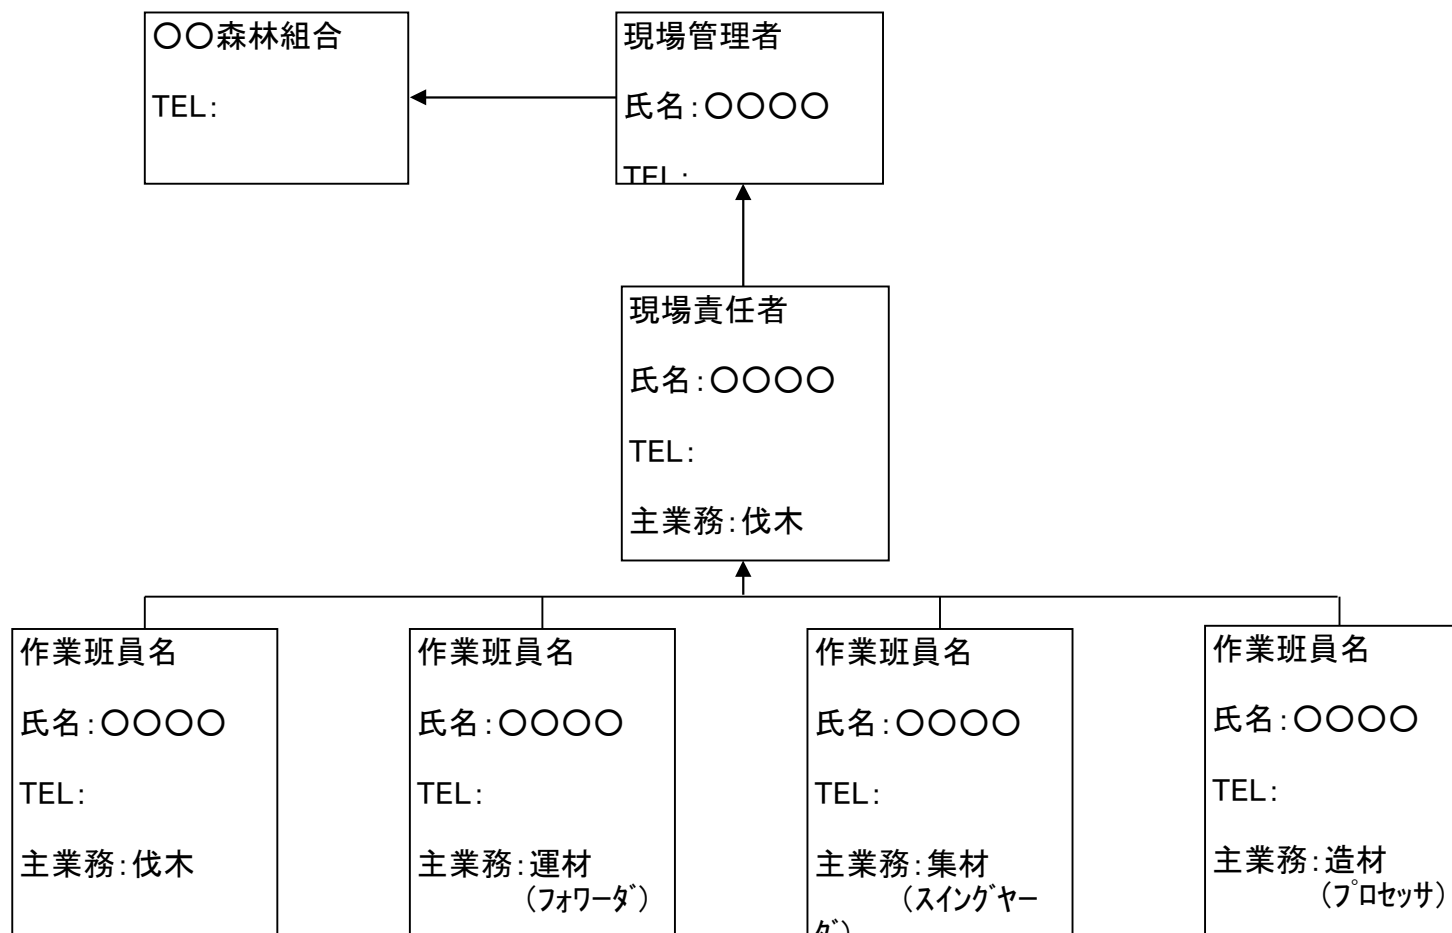 〇〇森林組合
TEL:
現場管理者
氏名:〇〇〇〇
TEL:
現場責任者
氏名:〇〇〇〇
TEL:
主業務:伐木
作業班員名
氏名:〇〇〇〇
TEL:
主業務:伐木
作業班員名
氏名:〇〇〇〇
TEL:
主業務:運材
(ﾌｫﾜｰﾀﾞ)
作業班員名
氏名:〇〇〇〇
TEL:
主業務:集材
(ｽｲﾝｸﾞﾔｰ
ﾀﾞ)
作業班員名
氏名:〇〇〇〇
TEL:
主業務:造材
(ﾌﾟﾛｾｯｻ)